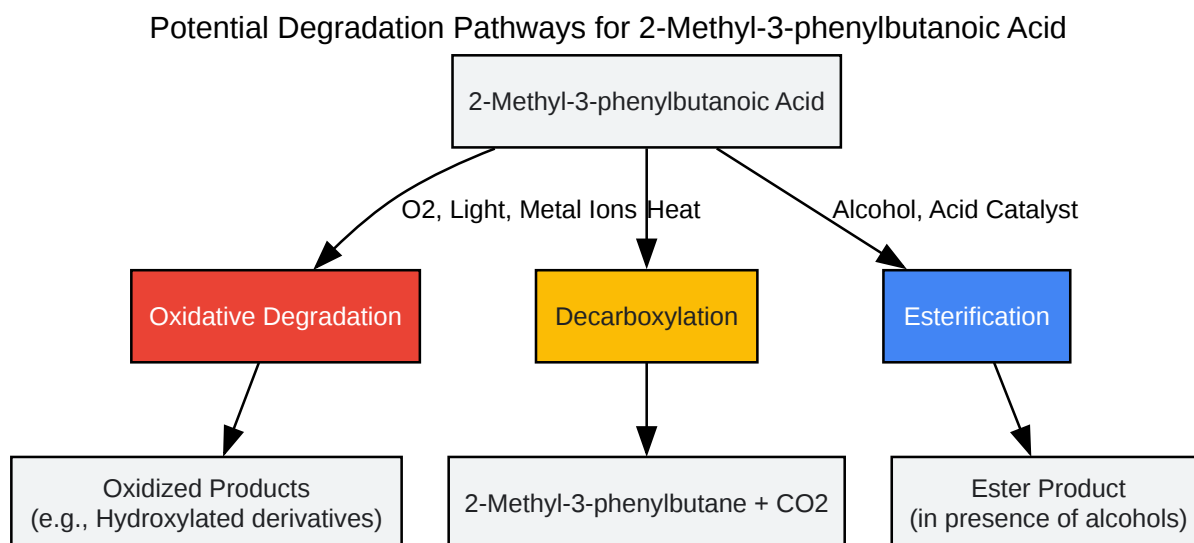 Potential Degradation Pathways for 2-Methyl-3-phenylbutanoic Acid
2-Methyl-3-phenylbutanoic Acid
O2, Light, Metal Ions
Heat
Alcohol, Acid Catalyst
Oxidative Degradation
Decarboxylation
Esterification
Oxidized Products
(e.g., Hydroxylated derivatives)
2-Methyl-3-phenylbutane + CO2
Ester Product
(in presence of alcohols)